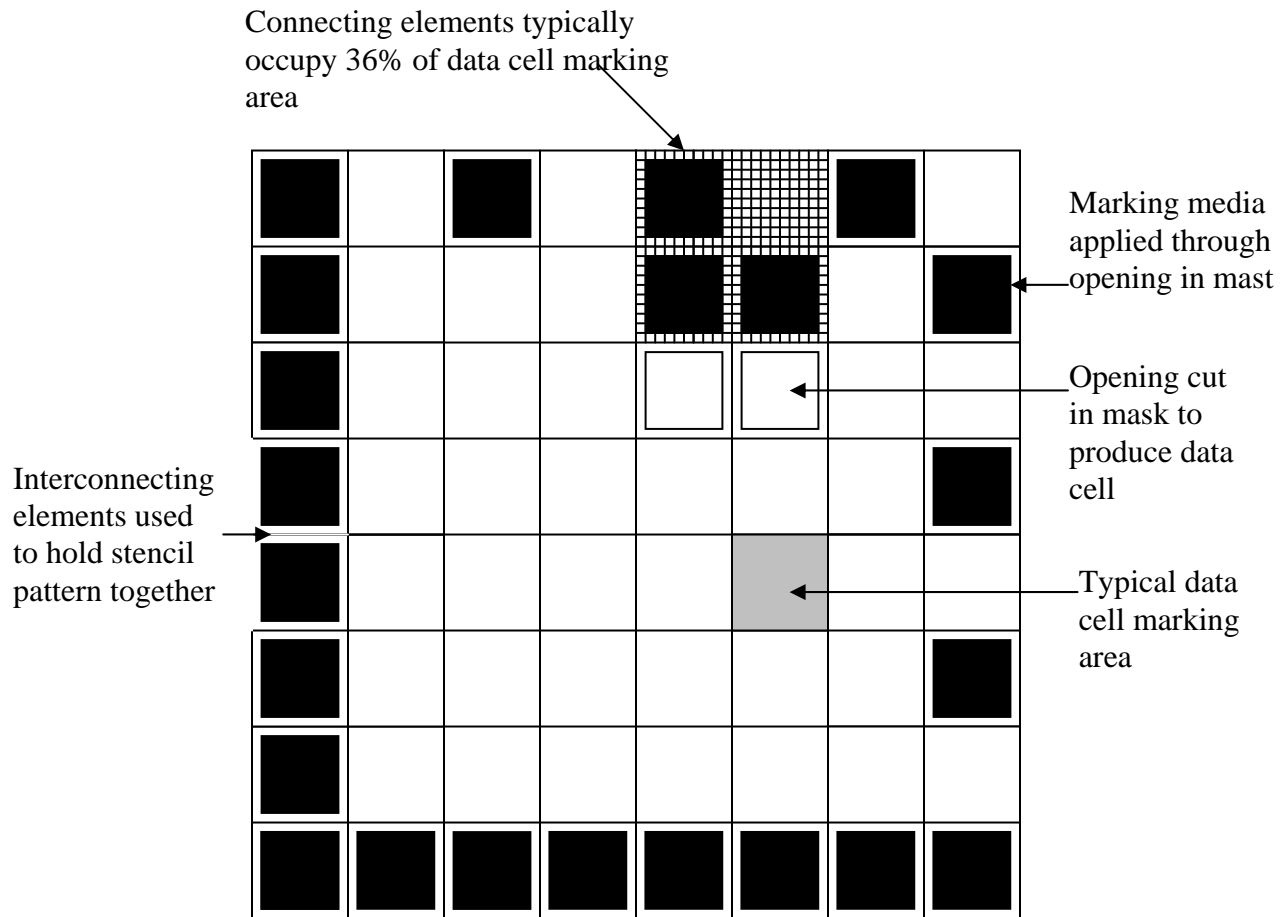 Connecting elements typically
occupy 36% of data cell marking
area
Marking media
applied through
opening in mast
Opening cut
in mask to
produce data
cell
Interconnecting
elements used
to hold stencil
pattern together
Typical data
cell marking
area